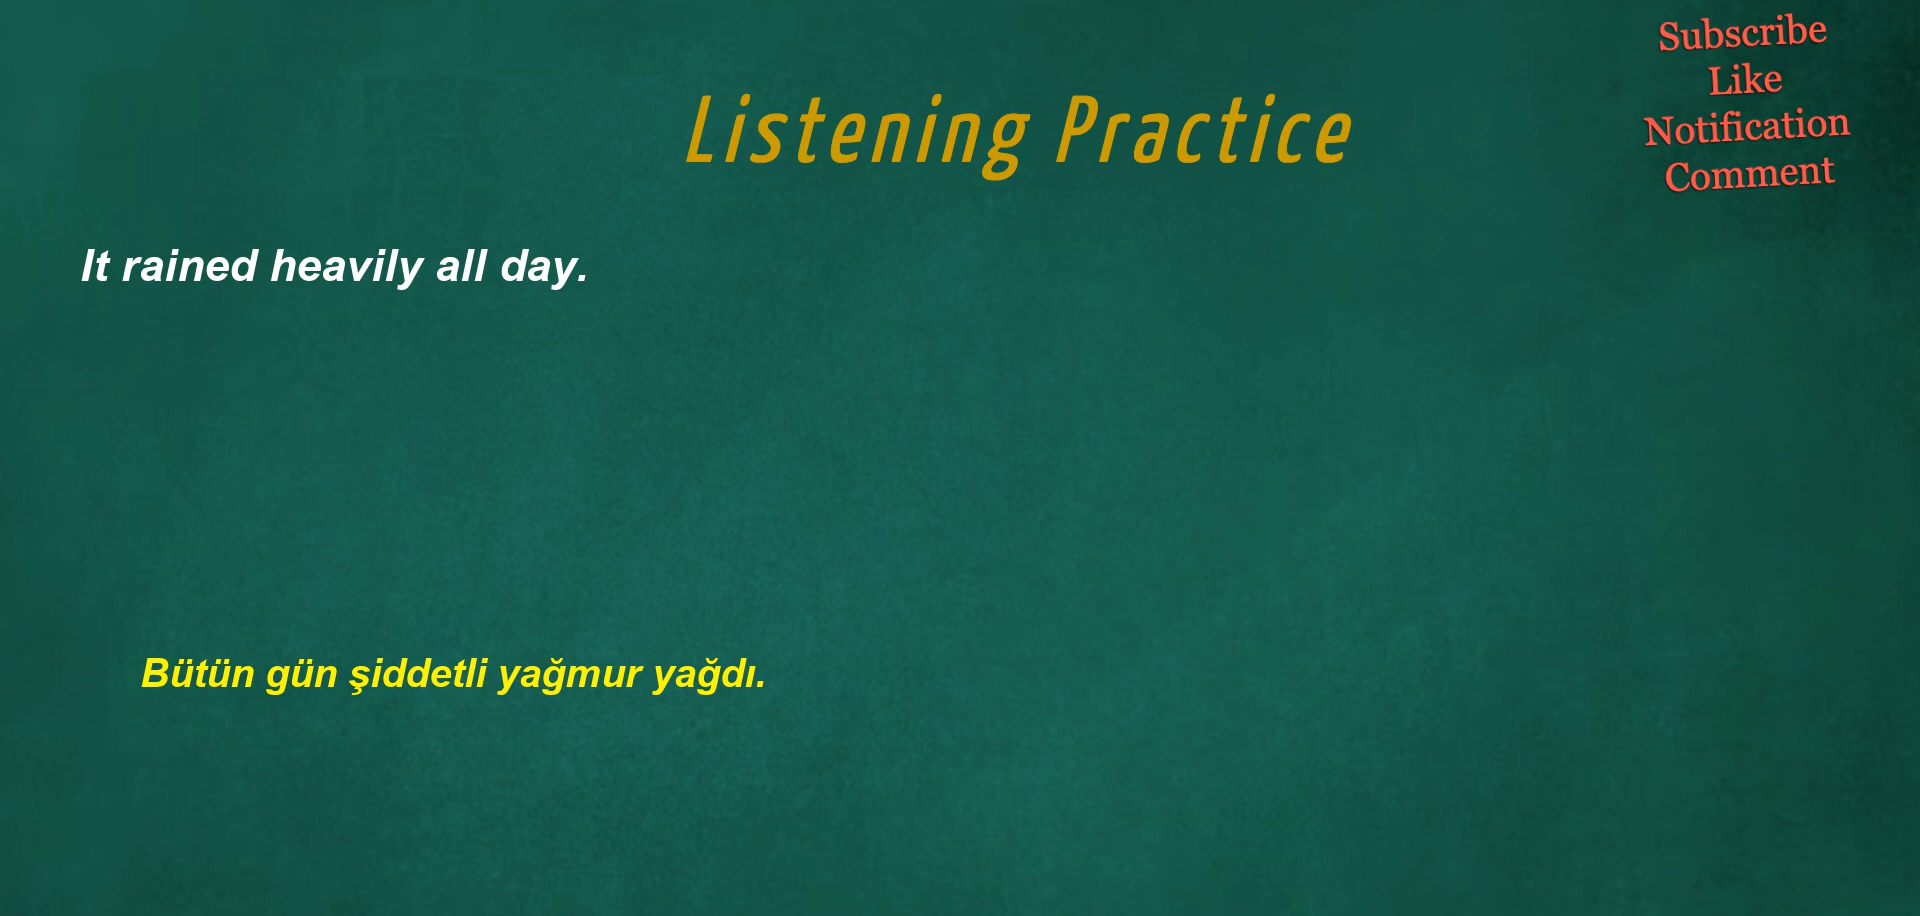 Subscribe
Like
Notification
Comment
Listening Practice
It rained heavily all day.
Bütün gün şiddetli yağmur yağdı.